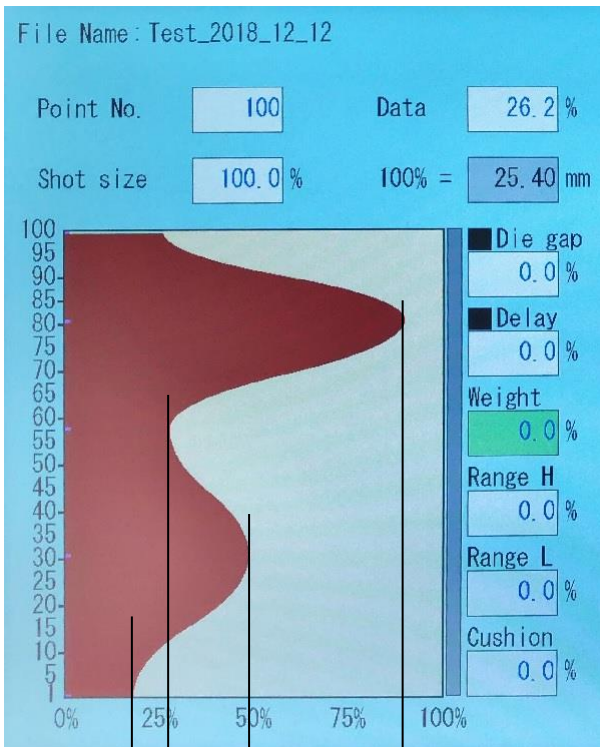 File Name:Test_2018_12_12
Point No. 100 Data 26.2 %
Shot size 100.0 % 100% = 25.40 mm
100
95
90
85
80
75
70
65
60
55
50
45
40
35
30
25
20
15
10
5
1
0% 25% 50% 75% 100%
Die gap
0.0 %
Delay
0.0 %
Weight
0.0 %
Range H
0.0 %
Range L
0.0 %
Cushion
0.0 %